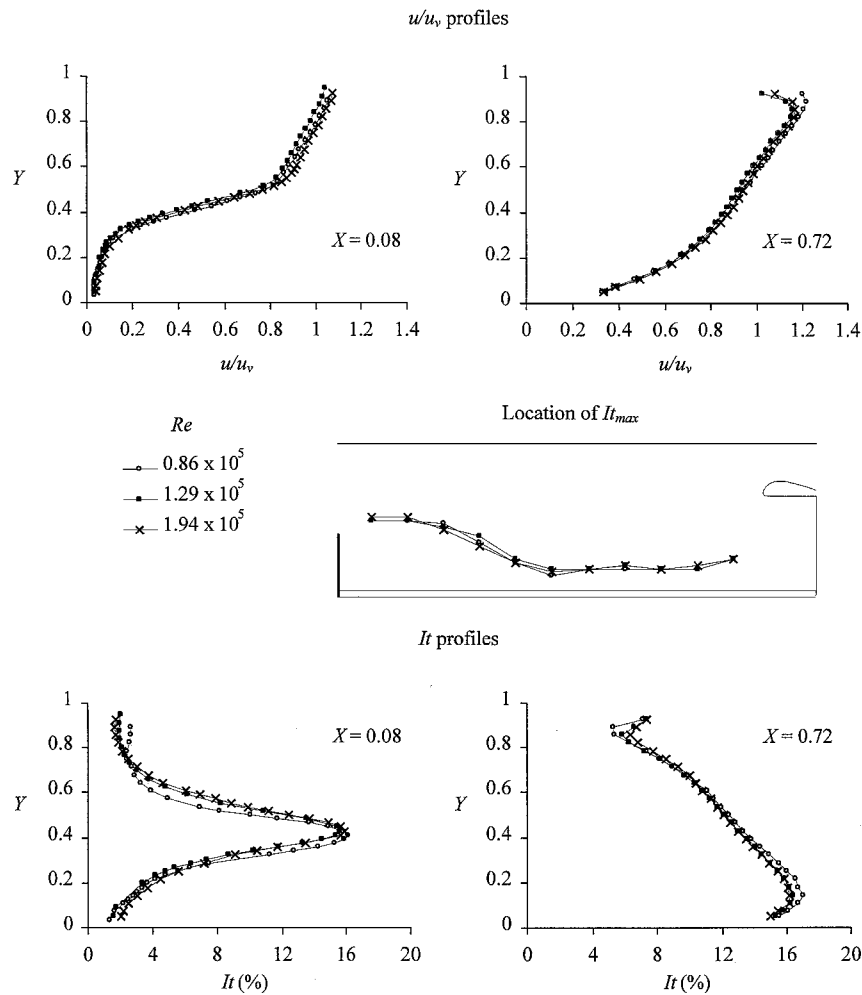 u/u_v profiles
1
0.8
0.6
0.4
0.2
0
Y
X = 0.08
0 0.2 0.4 0.6 0.8 1 1.2 1.4
u/u_v
1
0.8
0.6
0.4
0.2
0
Y
X = 0.72
0 0.2 0.4 0.6 0.8 1 1.2 1.4
u/u_v
Re
0.86 x 10^5
1.29 x 10^5
1.94 x 10^5
Location of It_max
It profiles
1
0.8
0.6
0.4
0.2
0
Y
X = 0.08
0 4 8 12 16 20
It (%)
1
0.8
0.6
0.4
0.2
0
Y
X = 0.72
0 4 8 12 16 20
It (%)